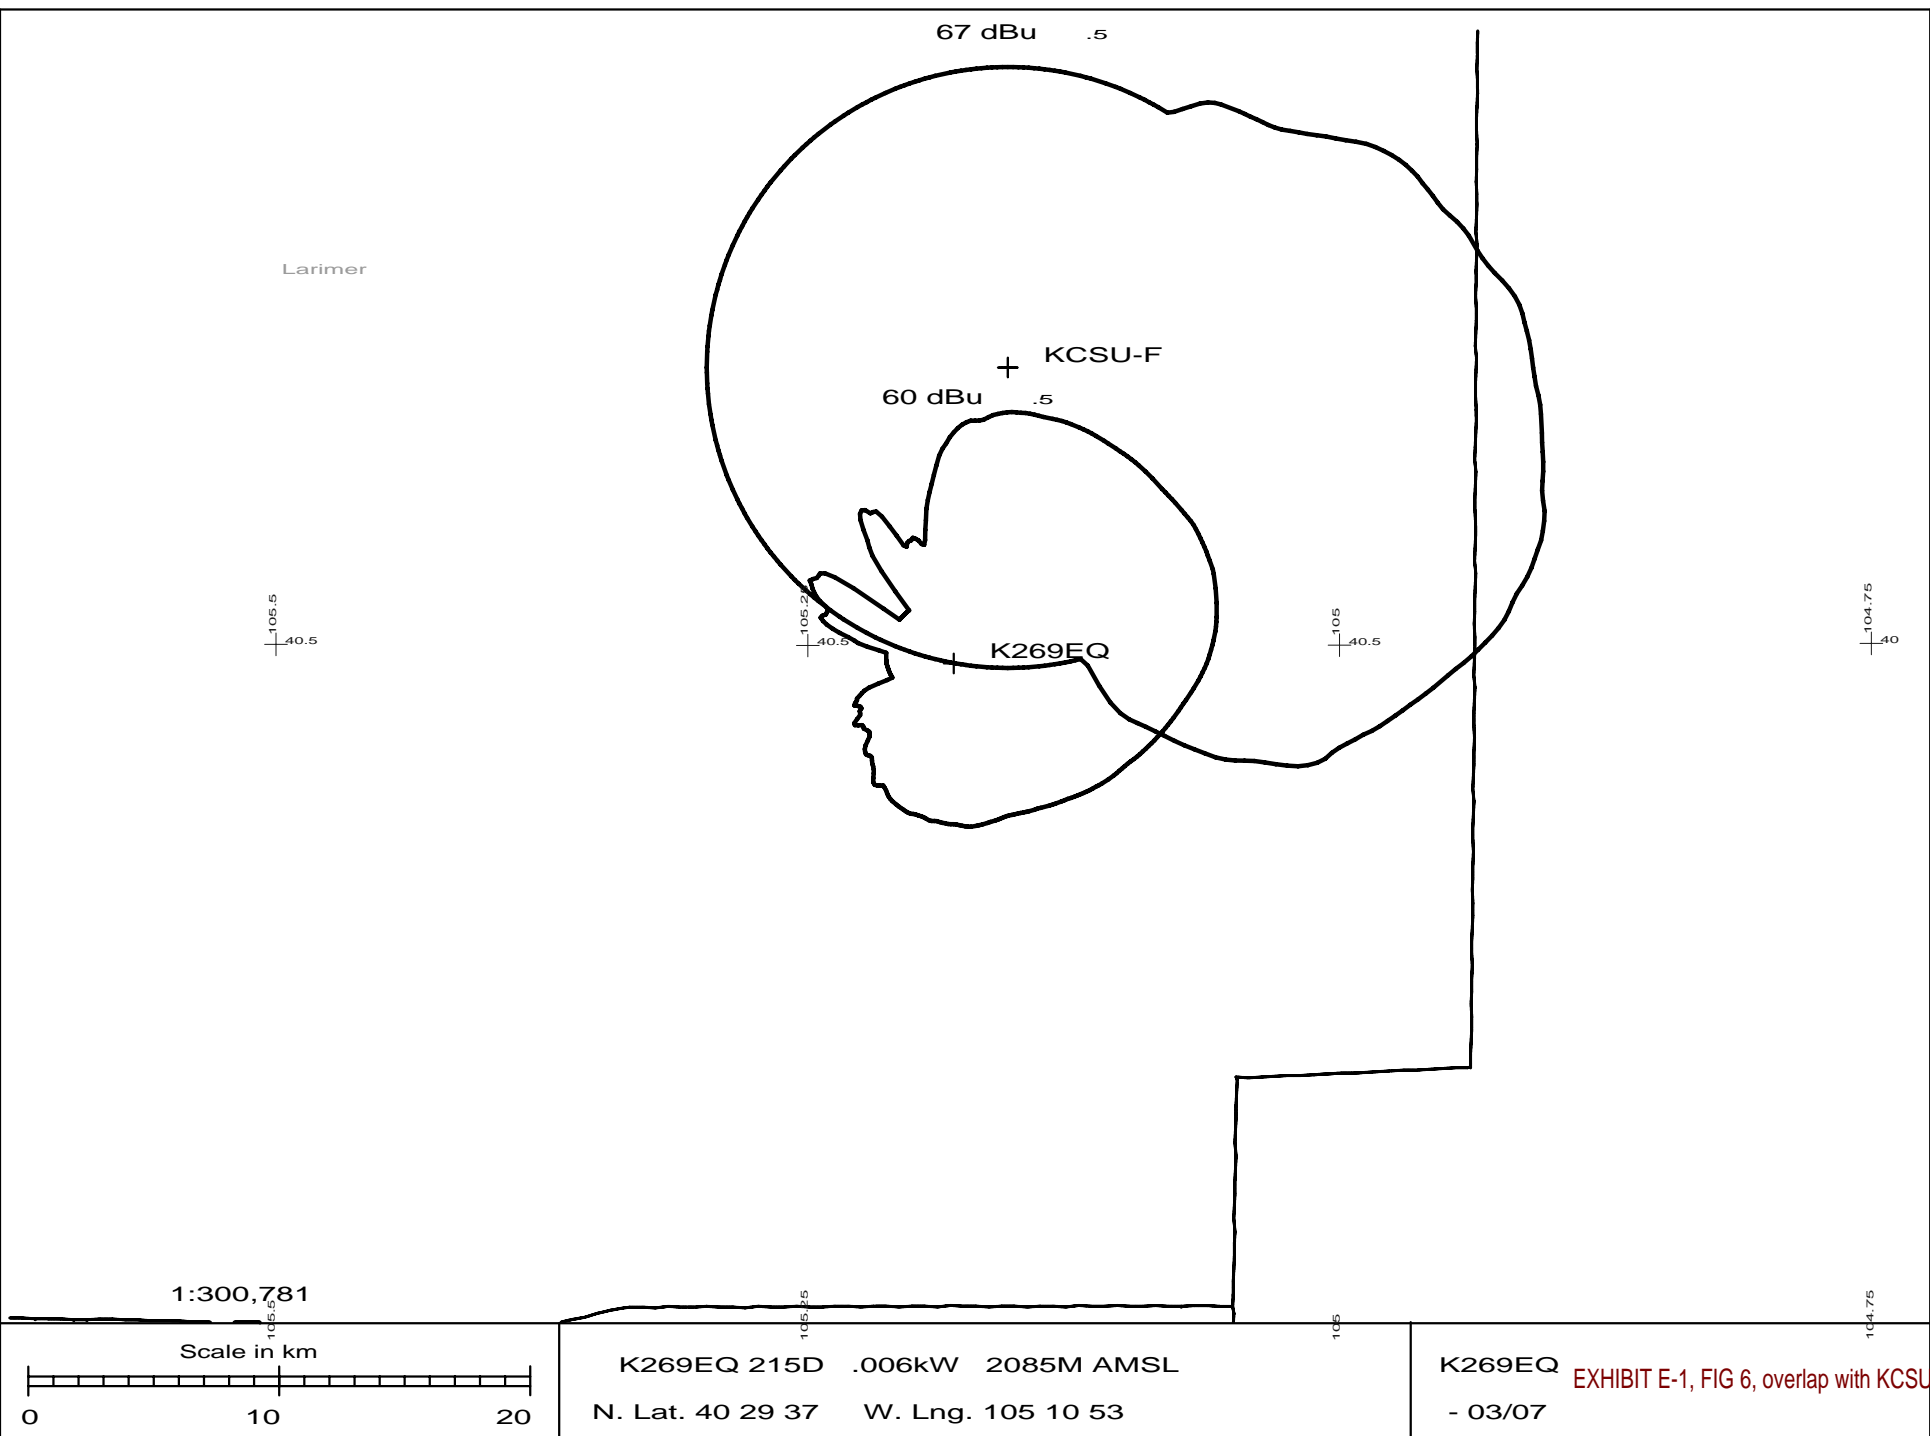 67 dBu .5
Larimer
KCSU-F
60 dBu .5
105.5
40.5
105.25
40.5
K269EQ
105
40.5
104.75
40
1:300,781
105.5
105.25
105
104.75
Scale in km
0 10 20
K269EQ 215D .006kW 2085M AMSL
N. Lat. 40 29 37 W. Lng. 105 10 53
K269EQ
- 03/07
EXHIBIT E-1, FIG 6, overlap with KCSU